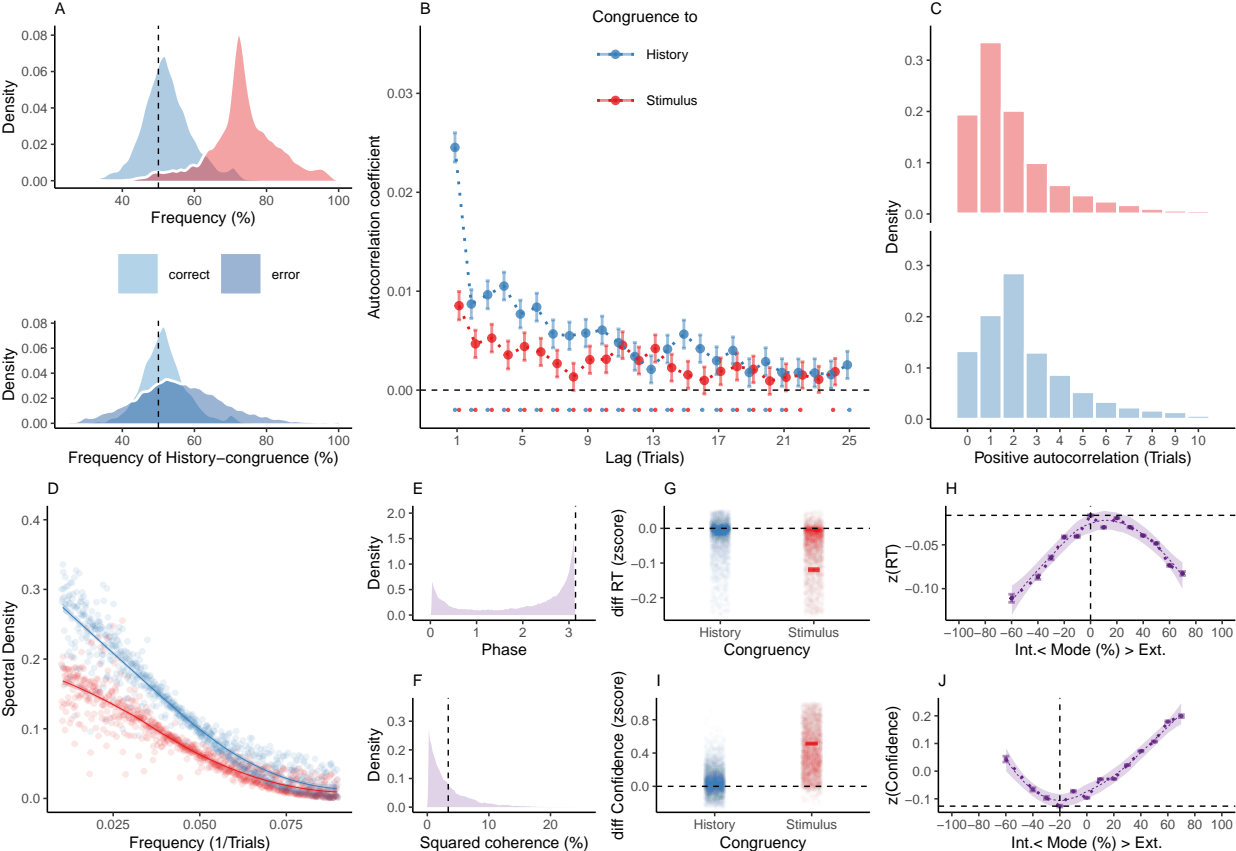 A
Density
0.08
0.06
0.04
0.02
0.00
40 60 80 100
Frequency (%)
correct
error
Density
0.08
0.06
0.04
0.02
0.00
40 60 80 100
Frequency of History−congruence (%)
B
Congruence to
History
Stimulus
Autocorrelation coefficient
0.03
0.02
0.01
0.00
1 5 9 13 17 21 25
Lag (Trials)
C
Density
0.3
0.2
0.1
0.0
0.3
0.2
0.1
0.0
0 1 2 3 4 5 6 7 8 9 10
Positive autocorrelation (Trials)
D
Spectral Density
0.4
0.3
0.2
0.1
0.0
0.025 0.050 0.075
Frequency (1/Trials)
E
Density
2.0
1.5
1.0
0.5
0.0
0 1 2 3
Phase
F
Density
0.3
0.2
0.1
0.0
0 10 20
Squared coherence (%)
G
diff RT (zscore)
0.0
−0.1
−0.2
History Stimulus
Congruency
H
z(RT)
−0.05
−0.10
−100 −60 −40 −20 0 20 40 60 80 100
Int.< Mode (%) > Ext.
I
diff Confidence (zscore)
0.8
0.4
0.0
History Stimulus
Congruency
J
z(Confidence)
0.2
0.1
0.0
−0.1
−100 −60 −40 −20 0 20 40 60 80 100
Int.< Mode (%) > Ext.